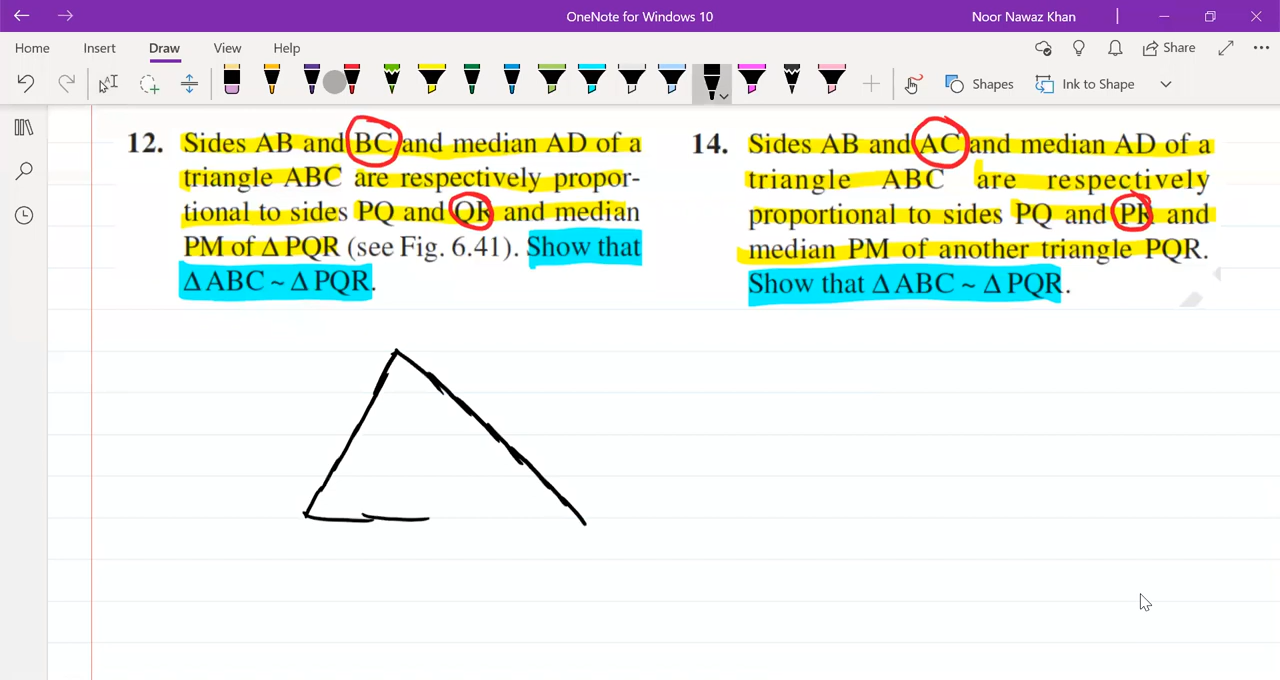 OneNote for Windows 10
Noor Nawaz Khan
Home Insert Draw View Help
Share
Shapes
Ink to Shape
12. Sides AB and BC and median AD of a
triangle ABC are respectively propor-
tional to sides PQ and QR and median
PM of Δ PQR (see Fig. 6.41). Show that
Δ ABC ~ Δ PQR.
14. Sides AB and AC and median AD of a
triangle ABC are respectively
proportional to sides PQ and PR and
median PM of another triangle PQR.
Show that Δ ABC ~ Δ PQR.